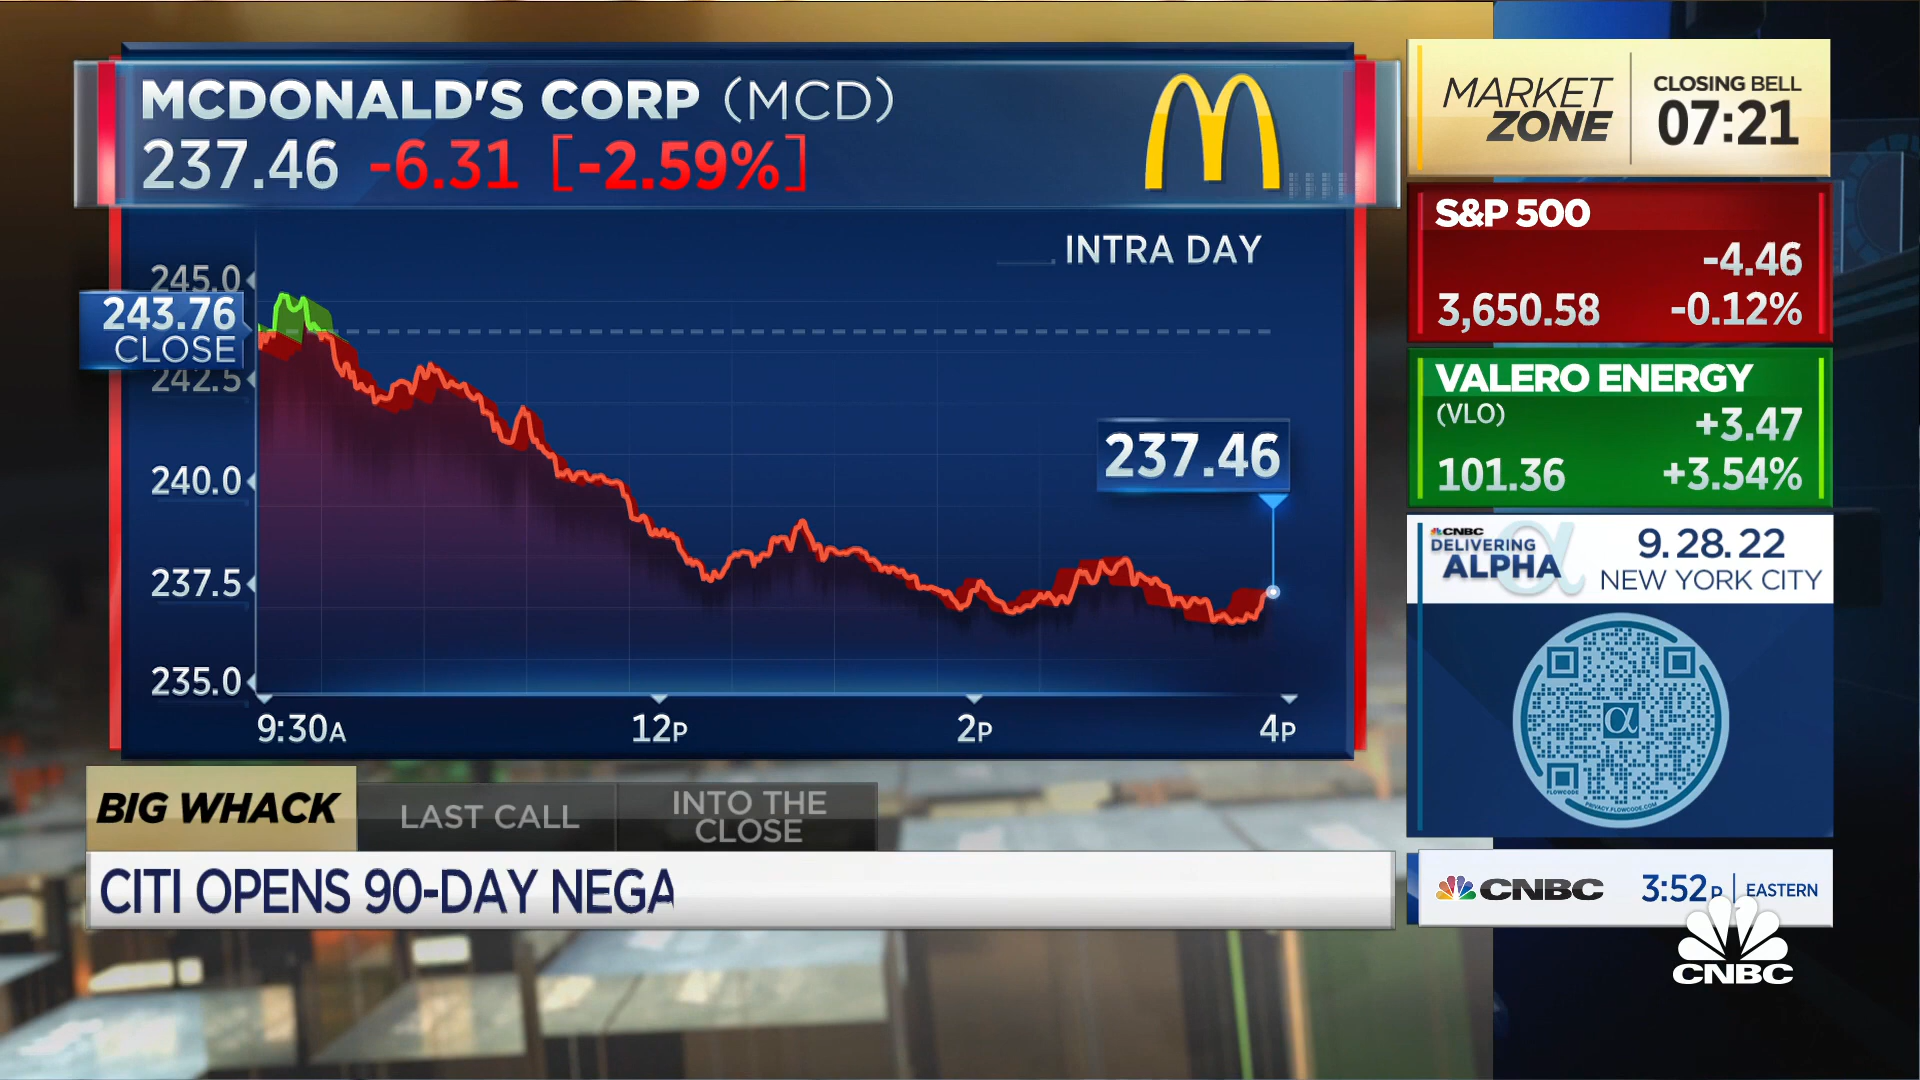 MCDONALD'S CORP (MCD)
237.46 -6.31 [-2.59%]
INTRA DAY
245.0
243.76
CLOSE
242.5
240.0
237.5
235.0
237.46
9:30A
12P
2P
4P
BIG WHACK
LAST CALL
INTO THE
CLOSE
CITI OPENS 90-DAY NEGA
MARKET
ZONE
CLOSING BELL
07:21
S&P 500
-4.46
3,650.58 -0.12%
VALERO ENERGY
(VLO)
+3.47
101.36 +3.54%
CNBC
DELIVERING
ALPHA
9.28.22
NEW YORK CITY
α
FLOWCODE
PRIVACY.FLOWCODE.COM
CNBC 3:52P EASTERN
CNBC